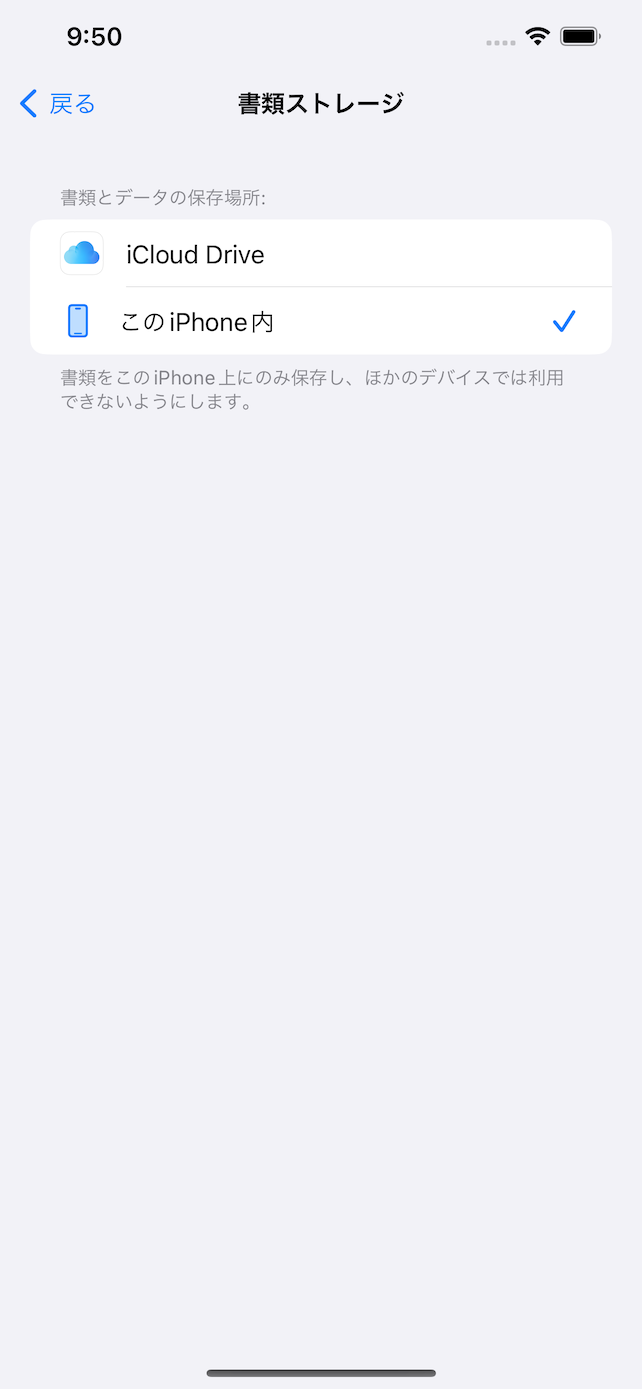 9:50
戻る
書類ストレージ
書類とデータの保存場所:
iCloud Drive
このiPhone内
書類をこのiPhone上にのみ保存し、ほかのデバイスでは利用
できないようにします。